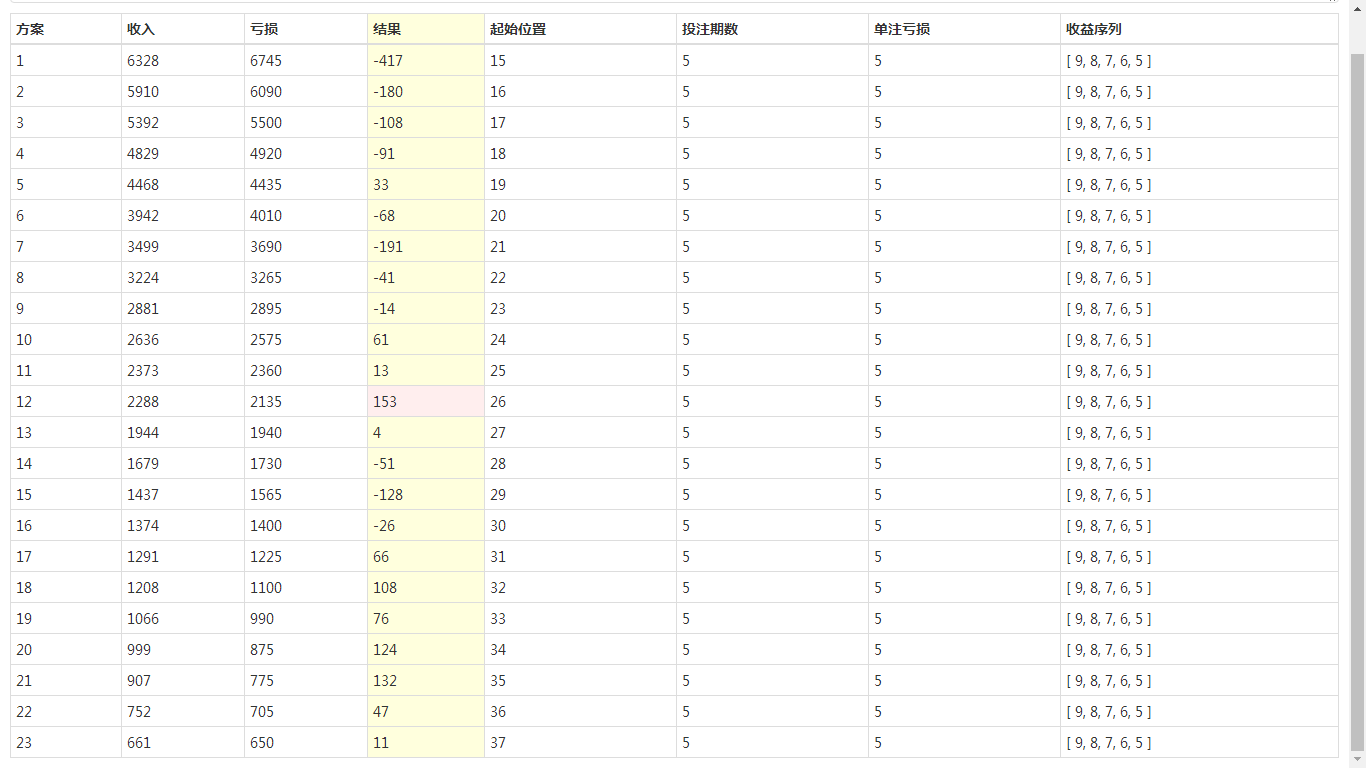 方案 收入 亏损 结果 起始位置 投注期数 单注亏损 收益序列
1 6328 6745 -417 15 5 5 [ 9, 8, 7, 6, 5 ]
2 5910 6090 -180 16 5 5 [ 9, 8, 7, 6, 5 ]
3 5392 5500 -108 17 5 5 [ 9, 8, 7, 6, 5 ]
4 4829 4920 -91 18 5 5 [ 9, 8, 7, 6, 5 ]
5 4468 4435 33 19 5 5 [ 9, 8, 7, 6, 5 ]
6 3942 4010 -68 20 5 5 [ 9, 8, 7, 6, 5 ]
7 3499 3690 -191 21 5 5 [ 9, 8, 7, 6, 5 ]
8 3224 3265 -41 22 5 5 [ 9, 8, 7, 6, 5 ]
9 2881 2895 -14 23 5 5 [ 9, 8, 7, 6, 5 ]
10 2636 2575 61 24 5 5 [ 9, 8, 7, 6, 5 ]
11 2373 2360 13 25 5 5 [ 9, 8, 7, 6, 5 ]
12 2288 2135 153 26 5 5 [ 9, 8, 7, 6, 5 ]
13 1944 1940 4 27 5 5 [ 9, 8, 7, 6, 5 ]
14 1679 1730 -51 28 5 5 [ 9, 8, 7, 6, 5 ]
15 1437 1565 -128 29 5 5 [ 9, 8, 7, 6, 5 ]
16 1374 1400 -26 30 5 5 [ 9, 8, 7, 6, 5 ]
17 1291 1225 66 31 5 5 [ 9, 8, 7, 6, 5 ]
18 1208 1100 108 32 5 5 [ 9, 8, 7, 6, 5 ]
19 1066 990 76 33 5 5 [ 9, 8, 7, 6, 5 ]
20 999 875 124 34 5 5 [ 9, 8, 7, 6, 5 ]
21 907 775 132 35 5 5 [ 9, 8, 7, 6, 5 ]
22 752 705 47 36 5 5 [ 9, 8, 7, 6, 5 ]
23 661 650 11 37 5 5 [ 9, 8, 7, 6, 5 ]